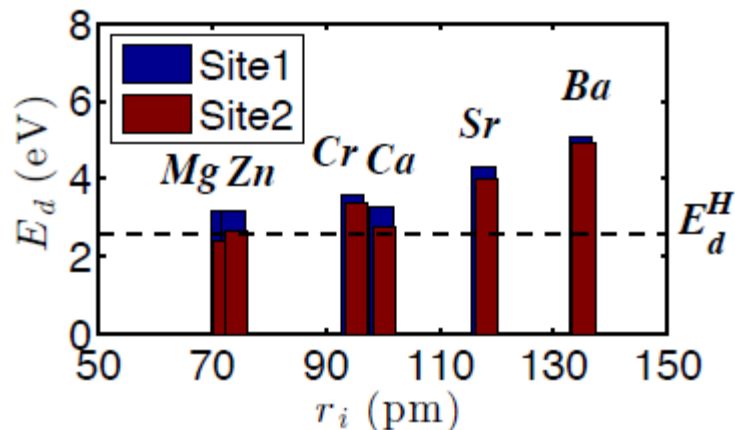 8
6
4
2
0
E_d (eV)
Site1
Site2
Mg Zn
Cr Ca
Sr
Ba
E_d^H
50 70 90 110 130 150
r_i (pm)